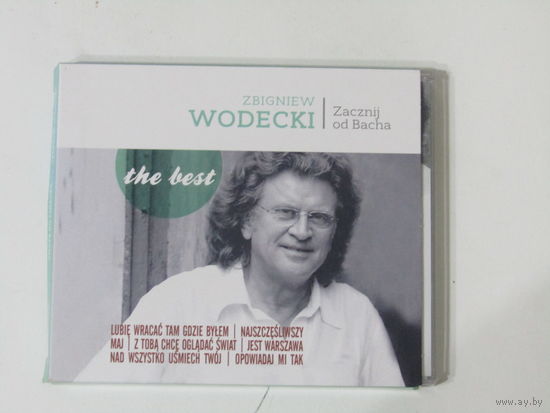 ZBIGNIEW
WODECKI
Zacznij
od Bacha
the best
LUBIĘ WRACAĆ TAM GDZIE BYŁEM | NAJSZCZĘŚLIWSZY
MAJ | Z TOBĄ CHCĘ OGLĄDAĆ ŚWIAT | JEST WARSZAWA
NAD WSZYSTKO UŚMIECH TWÓJ | OPOWIADAJ MI TAK
www.ay.by